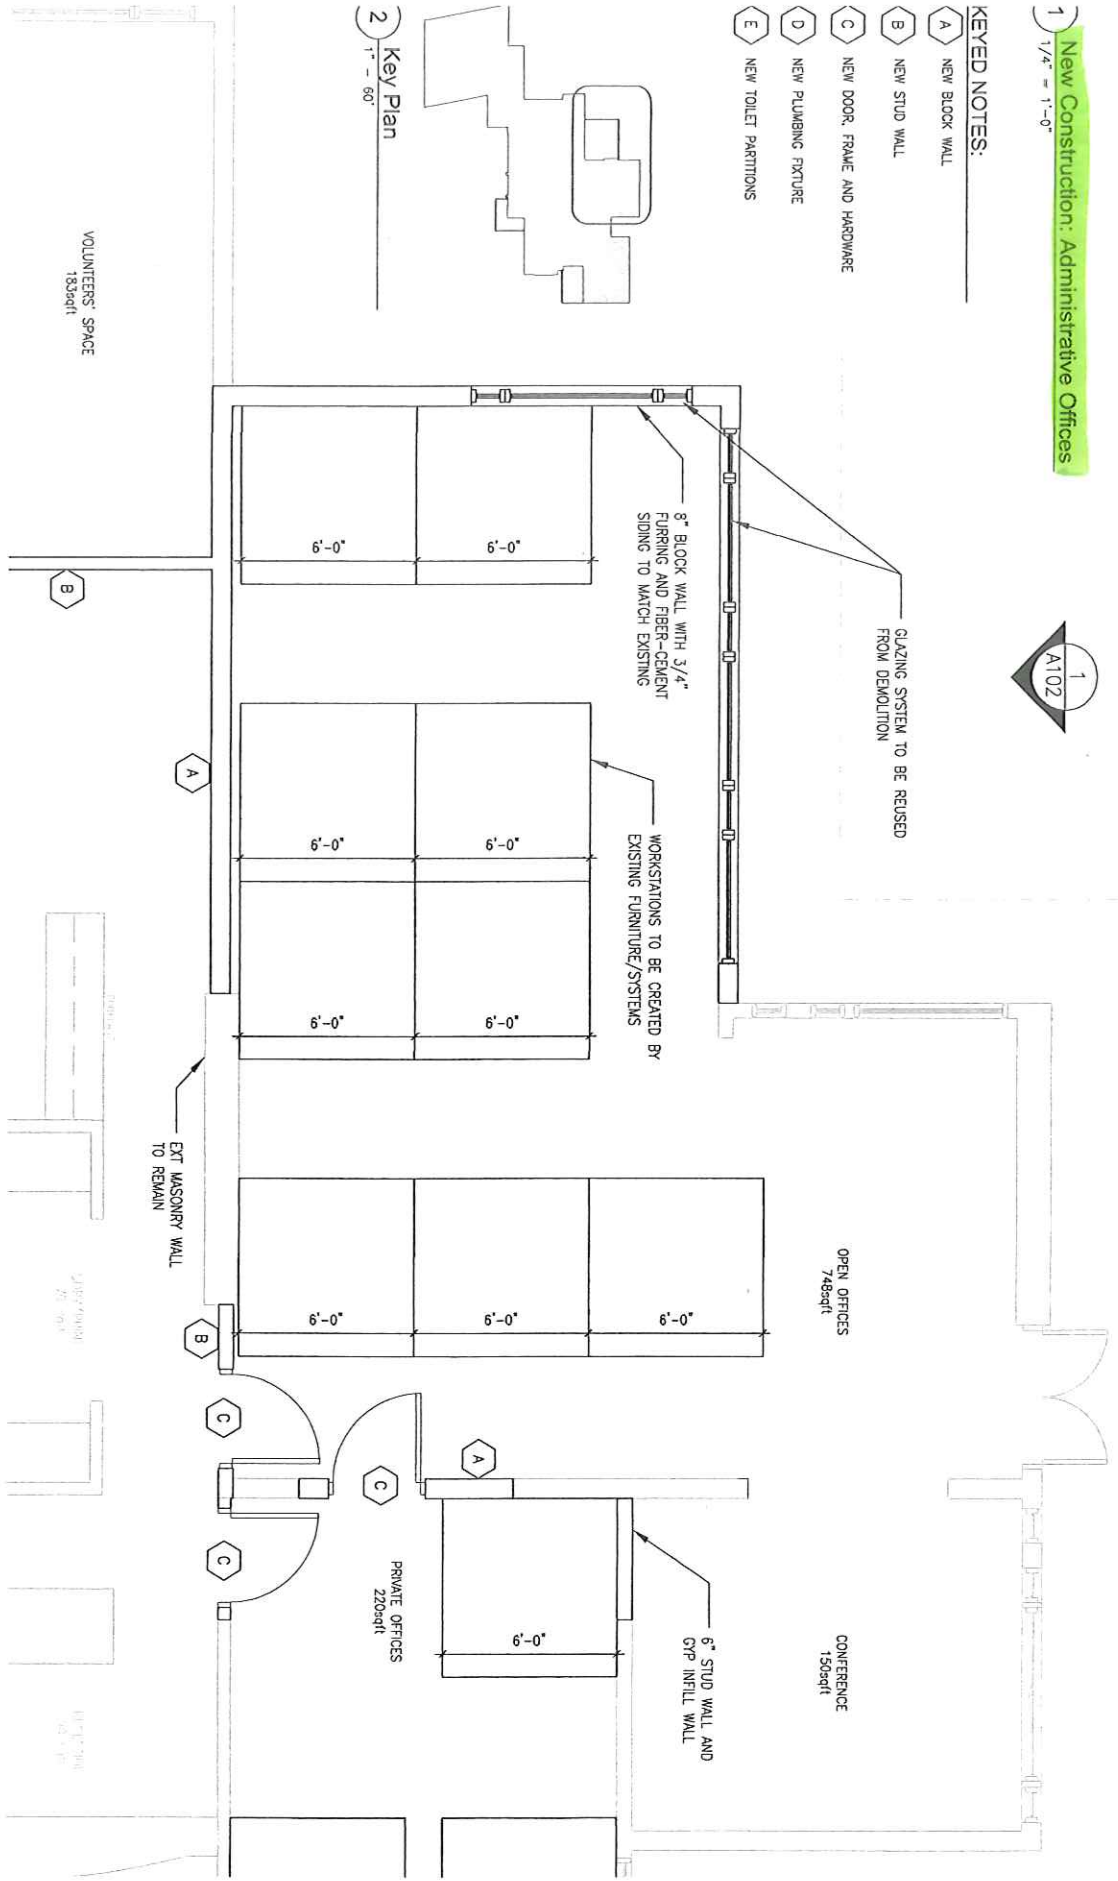 1
New Construction: Administrative Offices
1/4" = 1'-0"
KEYED NOTES:
A NEW BLOCK WALL
B NEW STUD WALL
C NEW DOOR, FRAME AND HARDWARE
D NEW PLUMBING FIXTURE
E NEW TOILET PARTITIONS
2
Key Plan
1" - 60'
1
A102
GLAZING SYSTEM TO BE REUSED
FROM DEMOLITION
8" BLOCK WALL WITH 3/4"
FURRING AND FIBER-CEMENT
SIDING TO MATCH EXISTING
WORKSTATIONS TO BE CREATED BY
EXISTING FURNITURE/SYSTEMS
OPEN OFFICES
748sqft
CONFERENCE
150sqft
6" STUD WALL AND
GYP INFILL WALL
PRIVATE OFFICES
220sqft
6'-0"
6'-0"
6'-0"
6'-0"
6'-0"
6'-0"
6'-0"
6'-0"
6'-0"
6'-0"
A
C
C
C
B
A
B
EXT MASONRY WALL
TO REMAIN
VOLUNTEERS' SPACE
183sqft